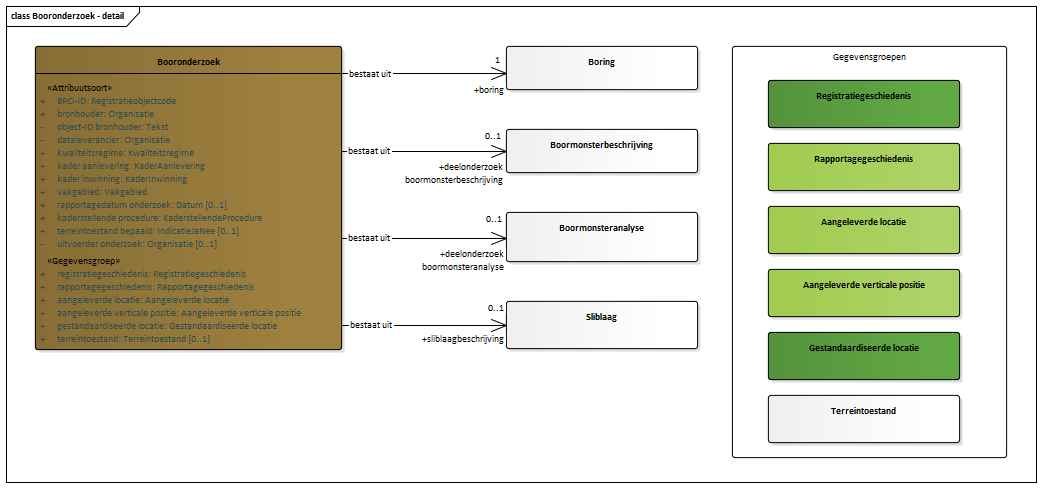 class Booronderzoek - detail
Booronderzoek
«Attribuutsoort»
+ BRO-ID: Registratieobjectcode
+ bronhouder: Organisatie
- object-ID bronhouder: Tekst
- dataleverancier: Organisatie
+ kwaliteitsregime: Kwaliteitsregime
+ kader aanlevering: KaderAanlevering
+ kader inwinning: KaderInwinning
+ vakgebied: Vakgebied
+ rapportagedatum onderzoek: Datum [0..1]
+ kaderstellende procedure: KaderstellendeProcedure
+ terreintoestand bepaald: IndicatieJaNee [0..1]
- uitvoerder onderzoek: Organisatie [0..1]
«Gegevensgroep»
+ registratiegeschiedenis: Registratiegeschiedenis
+ rapportagegeschiedenis: Rapportagegeschiedenis
+ aangeleverde locatie: Aangeleverde locatie
+ aangeleverde verticale positie: Aangeleverde verticale positie
+ gestandaardiseerde locatie: Gestandaardiseerde locatie
+ terreintoestand: Terreintoestand [0..1]
bestaat uit
1
+boring
Boring
bestaat uit
0..1
+deelonderzoek
boormonsterbeschrijving
Boormonsterbeschrijving
bestaat uit
0..1
+deelonderzoek
boormonsteranalyse
Boormonsteranalyse
bestaat uit
0..1
+sliblaagbeschrijving
Sliblaag
Gegevensgroepen
Registratiegeschiedenis
Rapportagegeschiedenis
Aangeleverde locatie
Aangeleverde verticale positie
Gestandaardiseerde locatie
Terreintoestand